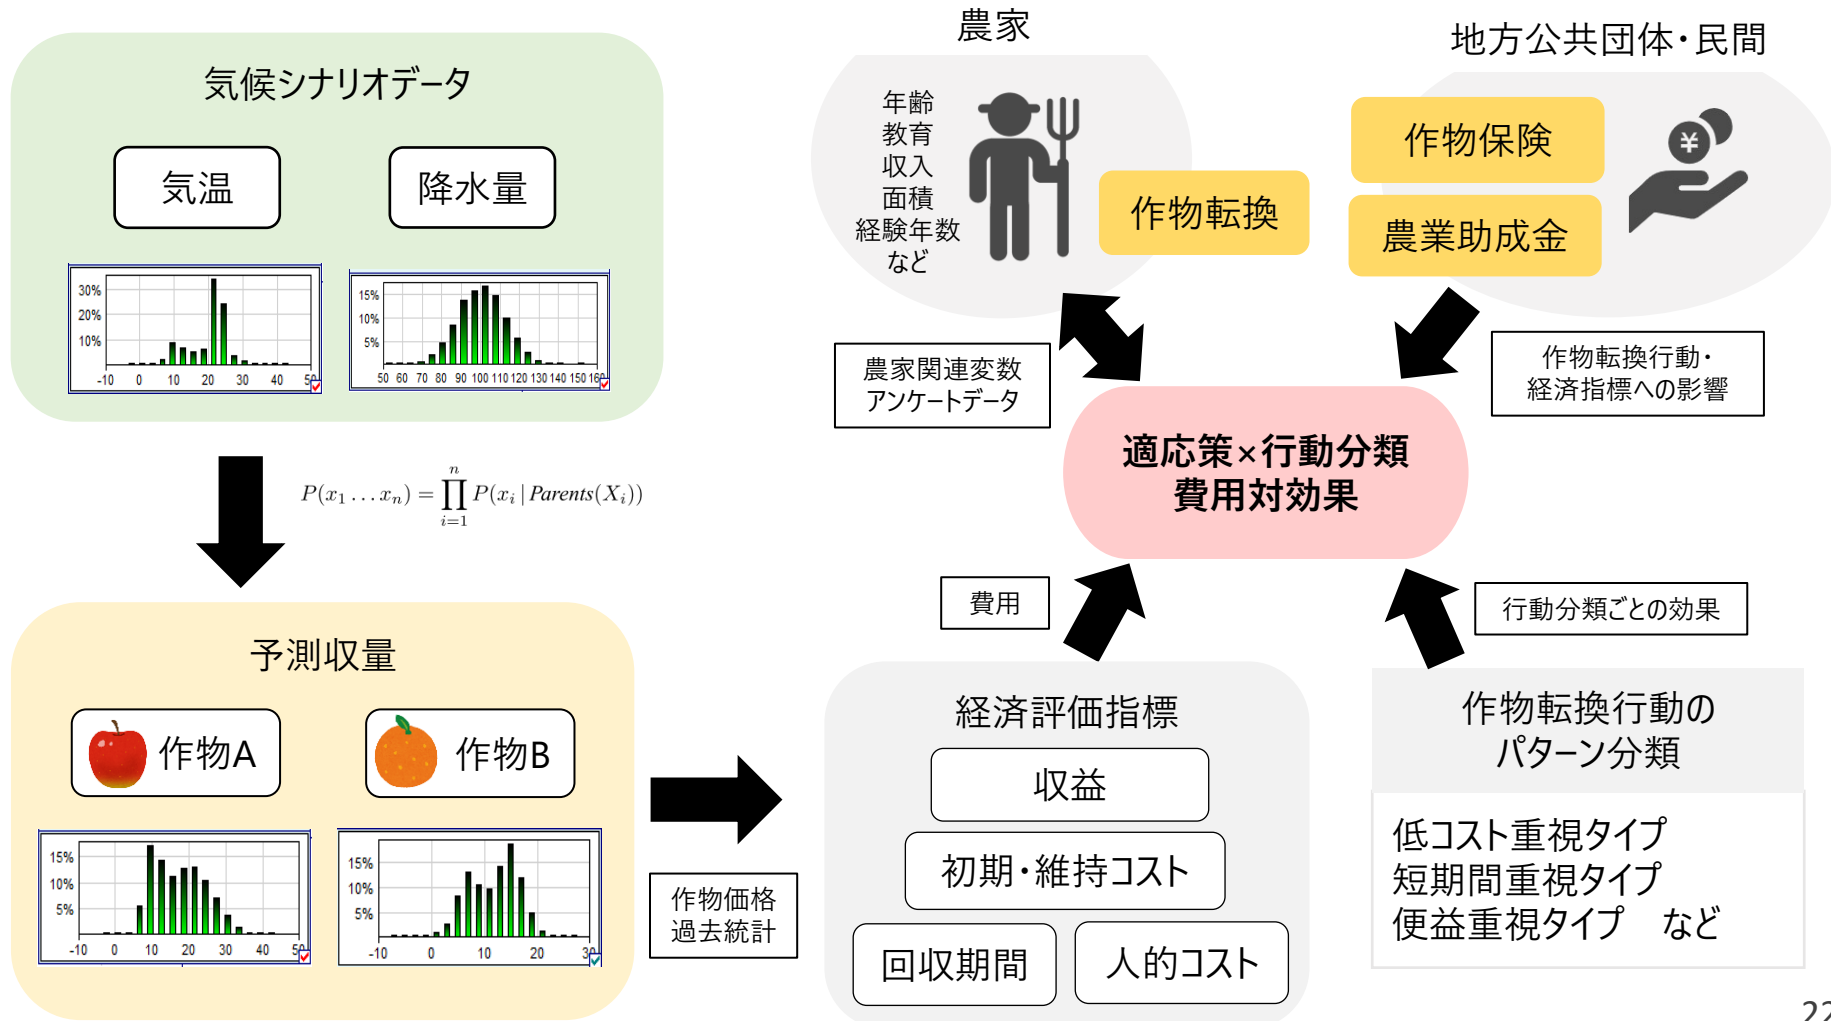 気候シナリオデータ
気温
降水量
30%
20%
10%
-10 0 10 20 30 40 50
15%
10%
5%
50 60 70 80 90 100 110 120 130 140 150 160
P(x₁ … xₙ) = ∏ⁿᵢ₌₁ P(xᵢ | Parents(Xᵢ))
予測収量
作物A
作物B
15%
10%
5%
-10 0 10 20 30 40 50
15%
10%
5%
-10 0 10 20 30
作物価格
過去統計
農家
年齢
教育
収入
面積
経験年数
など
作物転換
地方公共団体・民間
作物保険
農業助成金
¥
農家関連変数
アンケートデータ
作物転換行動・
経済指標への影響
適応策×行動分類
費用対効果
費用
行動分類ごとの効果
経済評価指標
収益
初期・維持コスト
回収期間
人的コスト
作物転換行動の
パターン分類
低コスト重視タイプ
短期間重視タイプ
便益重視タイプ　など
22